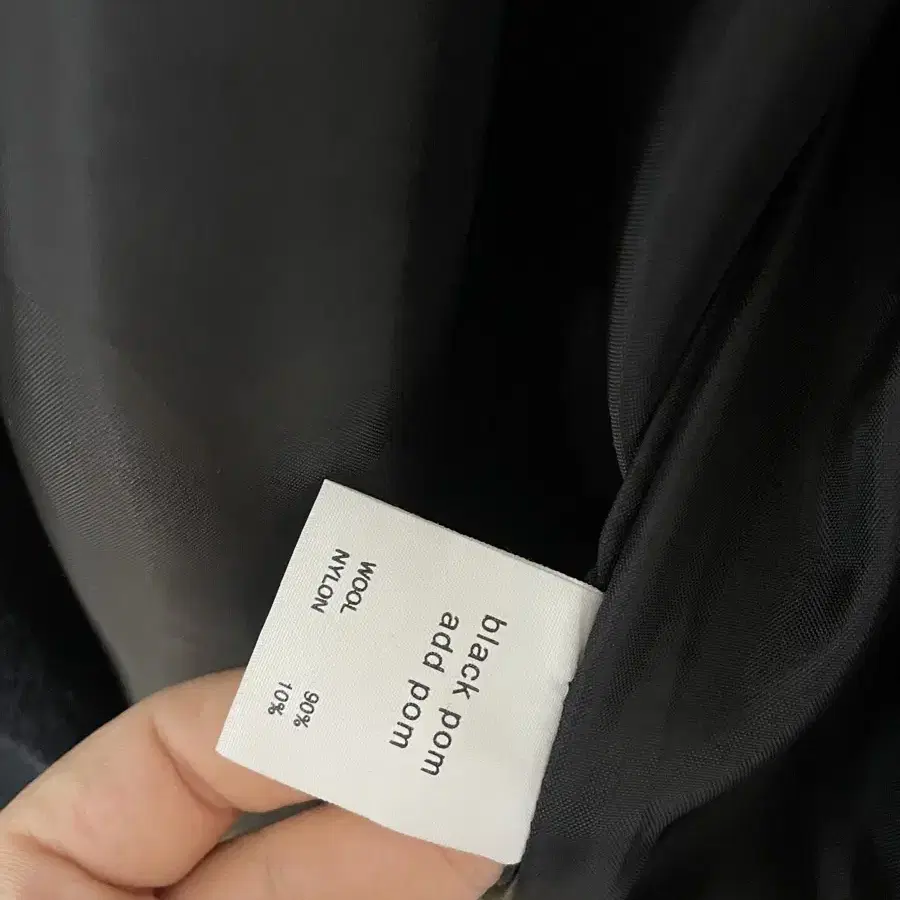 black pom
add pom
WOOL 90%
NYLON 10%